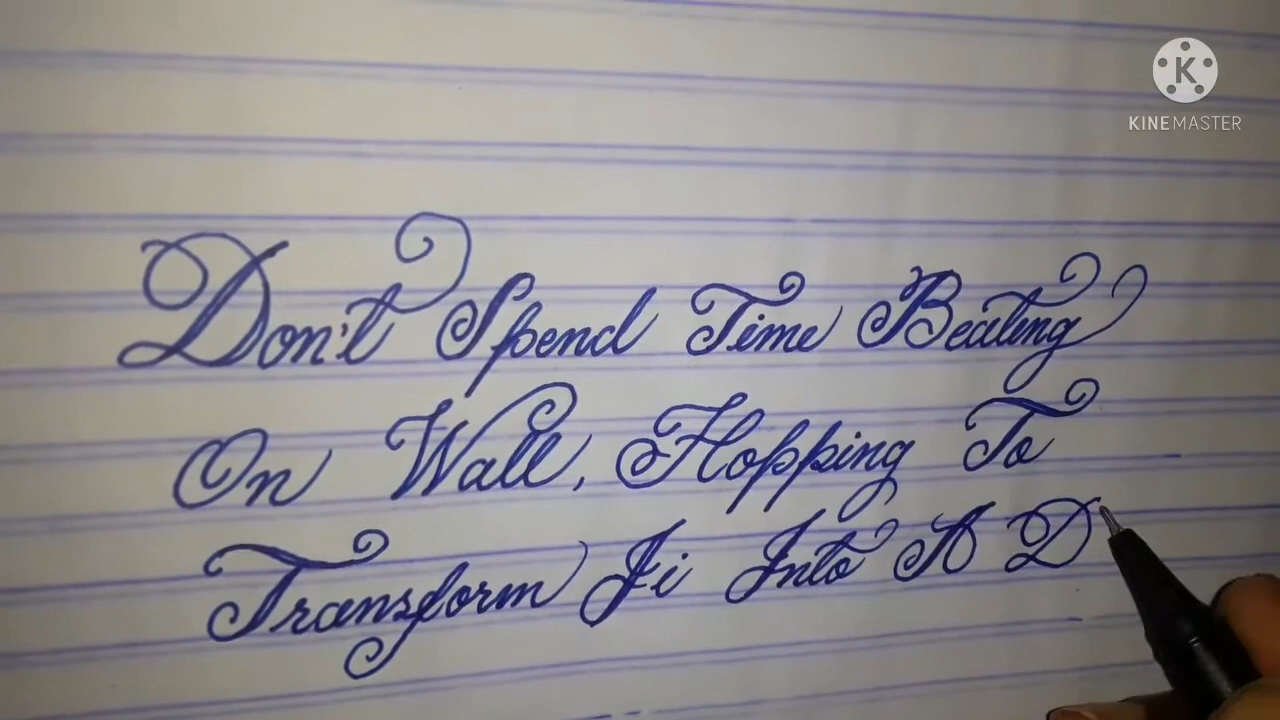 KINEMASTER
Don't Spend Time Beating
On Wall, Hopping To
Transform Ji Into A D